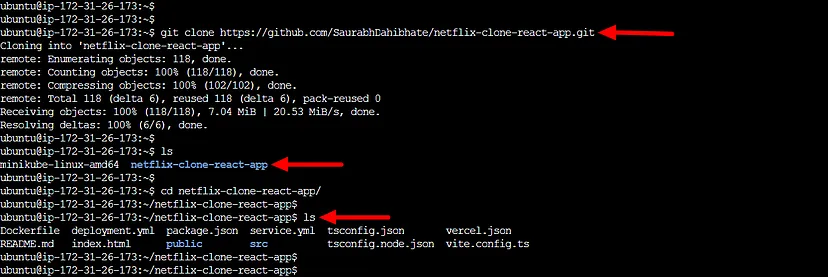 ubuntu@ip-172-31-26-173:~$
ubuntu@ip-172-31-26-173:~$
ubuntu@ip-172-31-26-173:~$ git clone https://github.com/SaurabhDahibhate/netflix-clone-react-app.git
Cloning into 'netflix-clone-react-app'...
remote: Enumerating objects: 118, done.
remote: Counting objects: 100% (118/118), done.
remote: Compressing objects: 100% (102/102), done.
remote: Total 118 (delta 6), reused 118 (delta 6), pack-reused 0
Receiving objects: 100% (118/118), 7.04 MiB | 20.53 MiB/s, done.
Resolving deltas: 100% (6/6), done.
ubuntu@ip-172-31-26-173:~$
ubuntu@ip-172-31-26-173:~$ ls
minikube-linux-amd64  netflix-clone-react-app
ubuntu@ip-172-31-26-173:~$
ubuntu@ip-172-31-26-173:~$ cd netflix-clone-react-app/
ubuntu@ip-172-31-26-173:~/netflix-clone-react-app$
ubuntu@ip-172-31-26-173:~/netflix-clone-react-app$ ls
Dockerfile  deployment.yml  package.json  service.yml  tsconfig.json  vercel.json
README.md  index.html  public  src  tsconfig.node.json  vite.config.ts
ubuntu@ip-172-31-26-173:~/netflix-clone-react-app$
ubuntu@ip-172-31-26-173:~/netflix-clone-react-app$